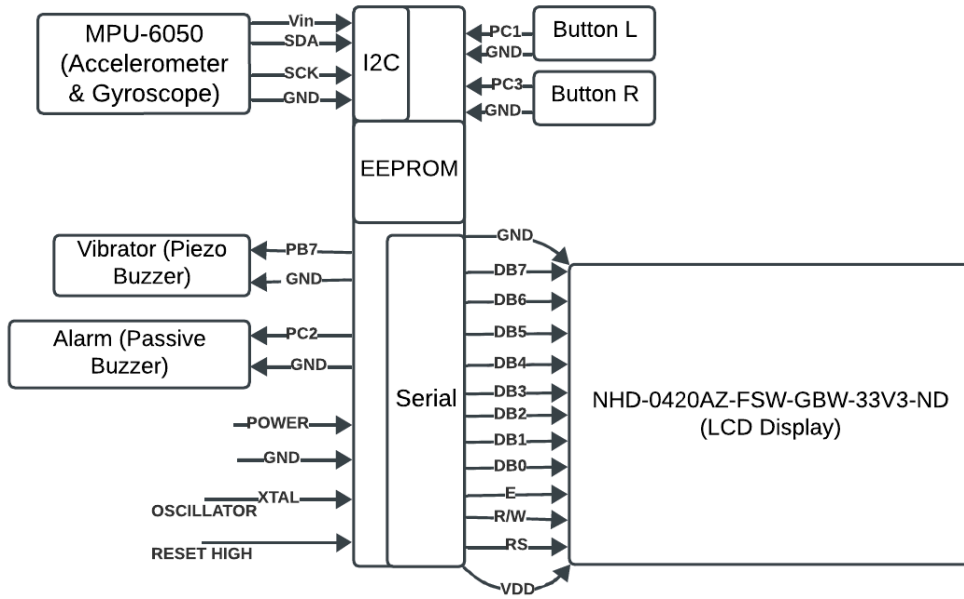 MPU-6050
(Accelerometer
& Gyroscope)
Vin
SDA
SCK
GND
I2C
PC1
GND
PC3
GND
Button L
Button R
EEPROM
Vibrator (Piezo
Buzzer)
PB7
GND
Alarm (Passive
Buzzer)
PC2
GND
POWER
GND
XTAL
OSCILLATOR
RESET HIGH
Serial
GND
DB7
DB6
DB5
DB4
DB3
DB2
DB1
DB0
E
R/W
RS
VDD
NHD-0420AZ-FSW-GBW-33V3-ND
(LCD Display)